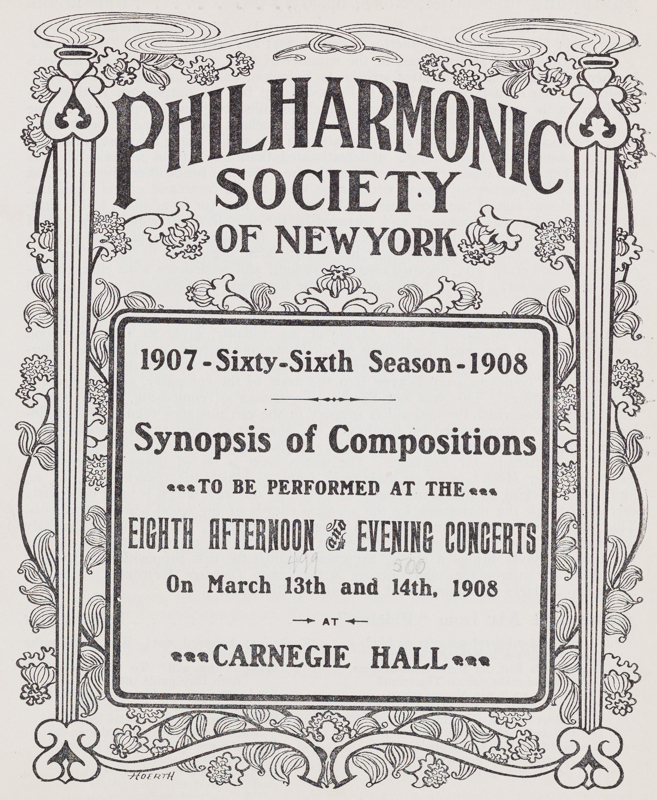 PHILHARMONIC
SOCIETY
OF NEW YORK
1907 - Sixty-Sixth Season - 1908
Synopsis of Compositions
TO BE PERFORMED AT THE
EIGHTH AFTERNOON & EVENING CONCERTS
499 500
On March 13th and 14th, 1908
AT
CARNEGIE HALL
HOERTH